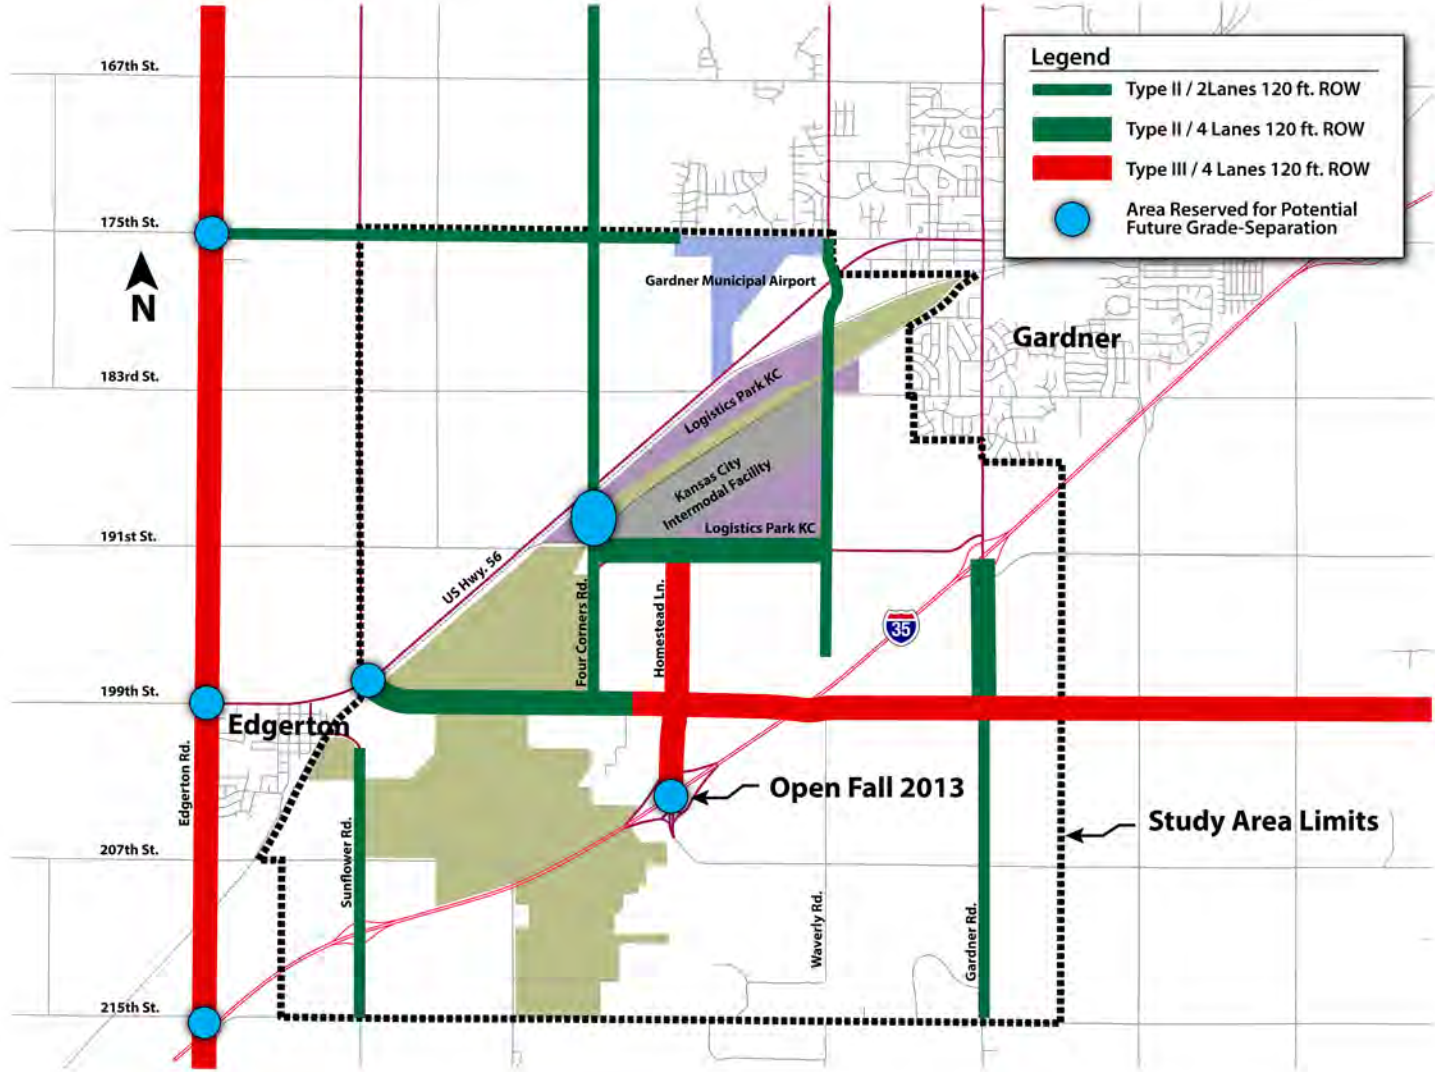 Legend
Type II / 2Lanes 120 ft. ROW
Type II / 4 Lanes 120 ft. ROW
Type III / 4 Lanes 120 ft. ROW
Area Reserved for Potential
Future Grade-Separation
167th St.
175th St.
N
Gardner Municipal Airport
Gardner
183rd St.
Logistics Park KC
Kansas City
Intermodal Facility
Logistics Park KC
191st St.
US Hwy. 56
Four Corners Rd.
Homestead Ln.
35
199th St.
Edgerton
Edgerton Rd.
Open Fall 2013
Study Area Limits
207th St.
Sunflower Rd.
Waverly Rd.
Gardner Rd.
215th St.